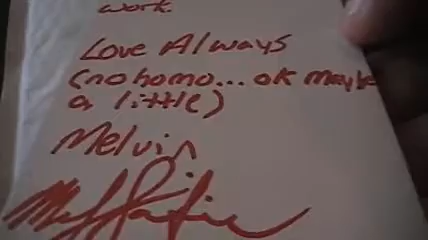 work.
Love Always
(no homo... ok maybe
a little)
Melvin